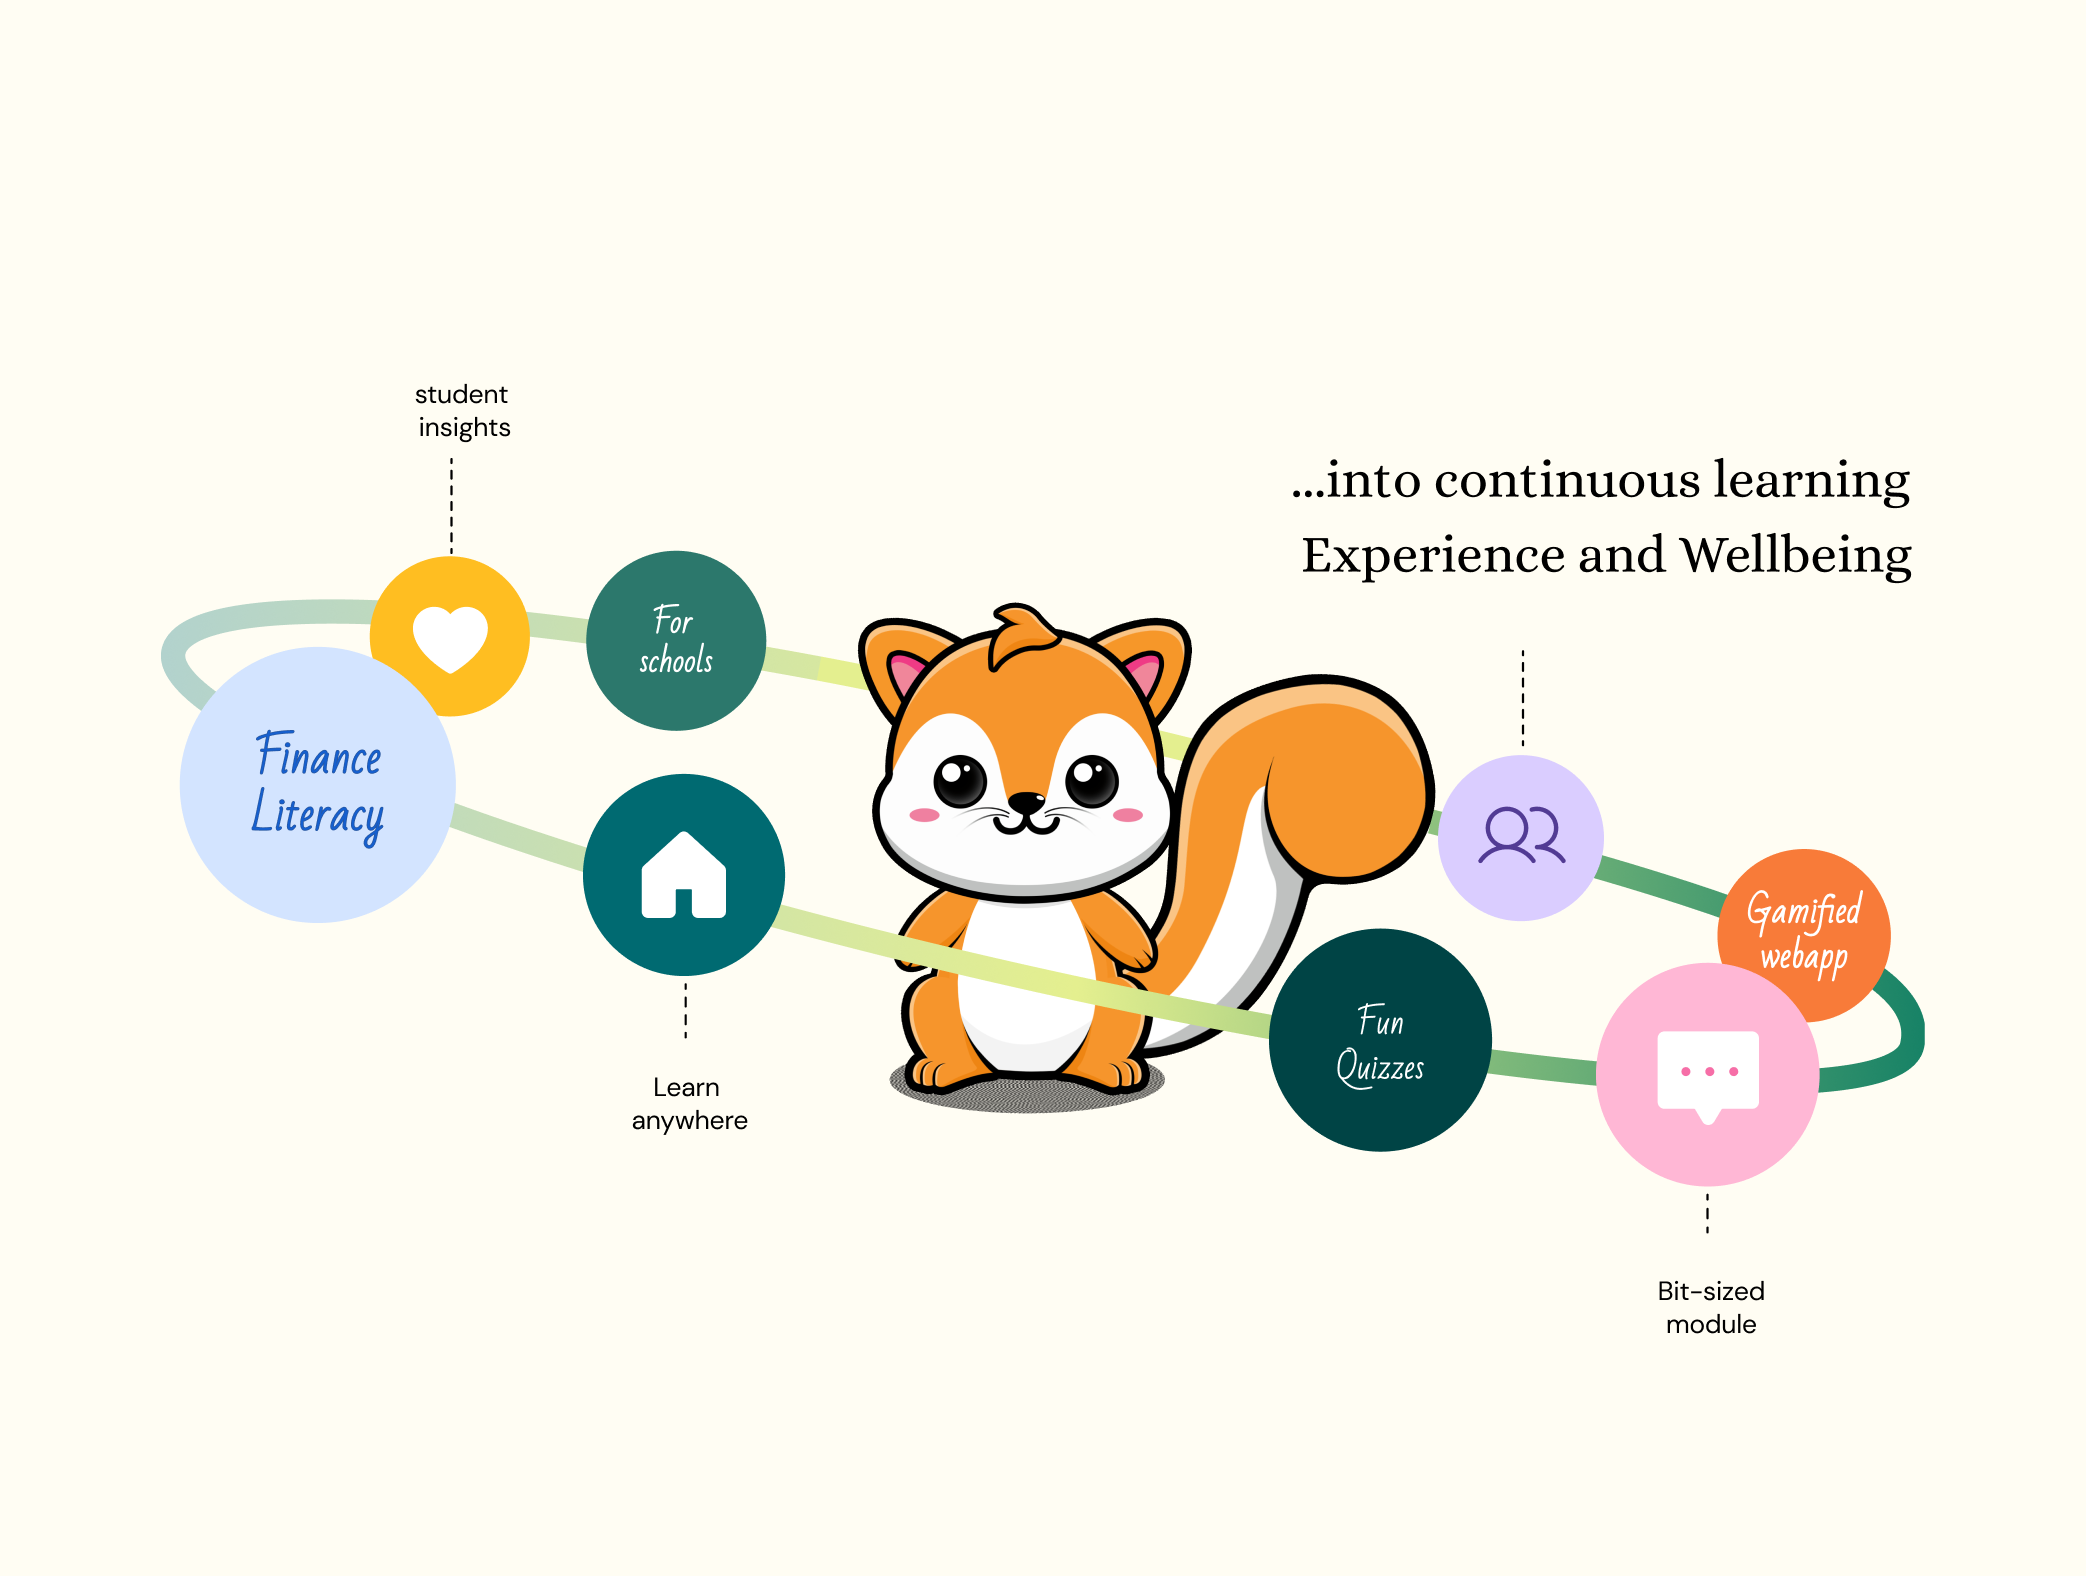 student
insights
...into continuous learning
Experience and Wellbeing
For
schools
Finance
Literacy
Gamified
webapp
Fun
Quizzes
Learn
anywhere
Bit-sized
module